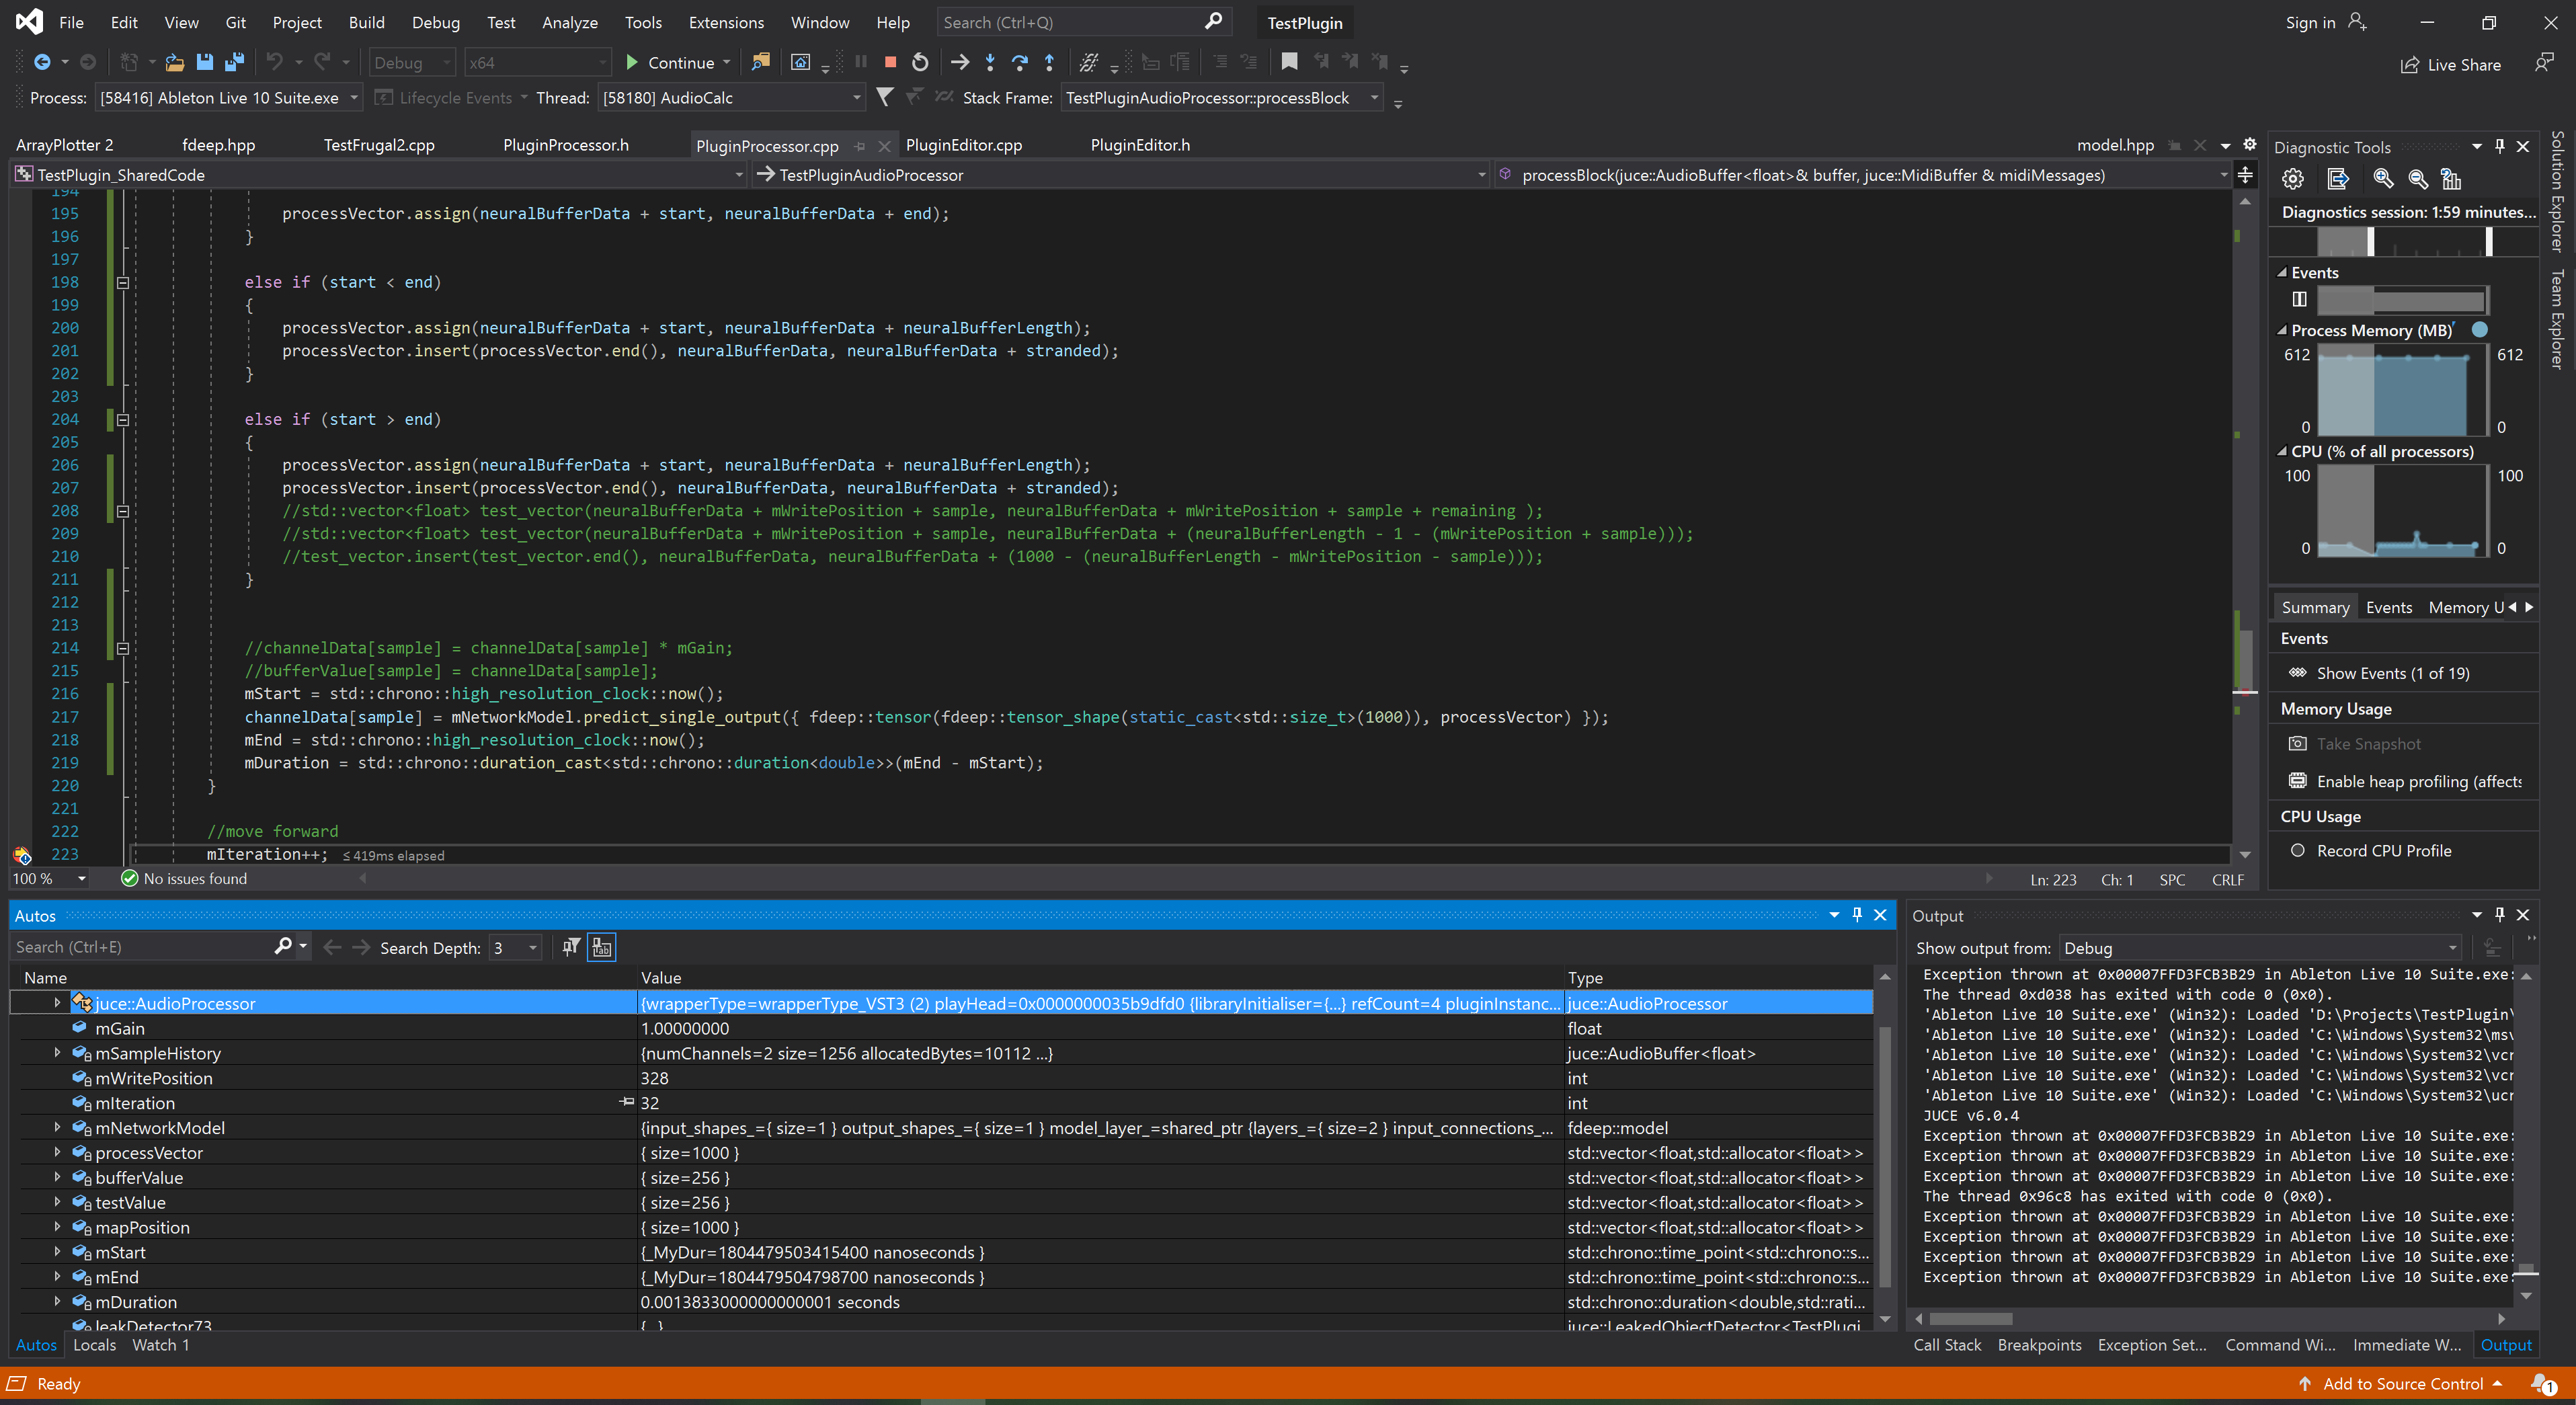 File Edit View Git Project Build Debug Test Analyze Tools Extensions Window Help Search (Ctrl+Q) TestPlugin Sign in
Debug x64 Continue Live Share
Process: [58416] Ableton Live 10 Suite.exe Lifecycle Events Thread: [58180] AudioCalc Stack Frame: TestPluginAudioProcessor::processBlock
ArrayPlotter 2 fdeep.hpp TestFrugal2.cpp PluginProcessor.h PluginProcessor.cpp PluginEditor.cpp PluginEditor.h model.hpp
TestPlugin_SharedCode TestPluginAudioProcessor processBlock(juce::AudioBuffer<float>& buffer, juce::MidiBuffer & midiMessages)
194
195 processVector.assign(neuralBufferData + start, neuralBufferData + end);
196 }
197
198 else if (start < end)
199 {
200 processVector.assign(neuralBufferData + start, neuralBufferData + neuralBufferLength);
201 processVector.insert(processVector.end(), neuralBufferData, neuralBufferData + stranded);
202 }
203
204 else if (start > end)
205 {
206 processVector.assign(neuralBufferData + start, neuralBufferData + neuralBufferLength);
207 processVector.insert(processVector.end(), neuralBufferData, neuralBufferData + stranded);
208 //std::vector<float> test_vector(neuralBufferData + mWritePosition + sample, neuralBufferData + mWritePosition + sample + remaining );
209 //std::vector<float> test_vector(neuralBufferData + mWritePosition + sample, neuralBufferData + (neuralBufferLength - 1 - (mWritePosition + sample)));
210 //test_vector.insert(test_vector.end(), neuralBufferData, neuralBufferData + (1000 - (neuralBufferLength - mWritePosition - sample)));
211 }
212
213
214 //channelData[sample] = channelData[sample] * mGain;
215 //bufferValue[sample] = channelData[sample];
216 mStart = std::chrono::high_resolution_clock::now();
217 channelData[sample] = mNetworkModel.predict_single_output({ fdeep::tensor(fdeep::tensor_shape(static_cast<std::size_t>(1000)), processVector) });
218 mEnd = std::chrono::high_resolution_clock::now();
219 mDuration = std::chrono::duration_cast<std::chrono::duration<double>>(mEnd - mStart);
220 }
221
222 //move forward
223 mIteration++; ≤ 419ms elapsed
100 % No issues found Ln: 223 Ch: 1 SPC CRLF
Diagnostic Tools
Diagnostics session: 1:59 minutes...
Events
Process Memory (MB)
612 612
0 0
CPU (% of all processors)
100 100
0 0
Summary Events Memory U
Events
Show Events (1 of 19)
Memory Usage
Take Snapshot
Enable heap profiling (affects
CPU Usage
Record CPU Profile
Solution Explorer
Team Explorer
Autos
Search (Ctrl+E) Search Depth: 3
Name Value Type
juce::AudioProcessor {wrapperType=wrapperType_VST3 (2) playHead=0x0000000035b9dfd0 {libraryInitialiser={...} refCount=4 pluginInstanc... juce::AudioProcessor
mGain 1.00000000 float
mSampleHistory {numChannels=2 size=1256 allocatedBytes=10112 ...} juce::AudioBuffer<float>
mWritePosition 328 int
mIteration 32 int
mNetworkModel {input_shapes_={ size=1 } output_shapes_={ size=1 } model_layer_=shared_ptr {layers_={ size=2 } input_connections_... fdeep::model
processVector { size=1000 } std::vector<float,std::allocator<float>>
bufferValue { size=256 } std::vector<float,std::allocator<float>>
testValue { size=256 } std::vector<float,std::allocator<float>>
mapPosition { size=1000 } std::vector<float,std::allocator<float>>
mStart {_MyDur=1804479503415400 nanoseconds } std::chrono::time_point<std::chrono::s...
mEnd {_MyDur=1804479504798700 nanoseconds } std::chrono::time_point<std::chrono::s...
mDuration 0.0013833000000000001 seconds std::chrono::duration<double,std::rati...
leakDetector73 {...} juce::LeakedObjectDetector<TestPlugi
Autos Locals Watch 1
Output
Show output from: Debug
Exception thrown at 0x00007FFD3FCB3B29 in Ableton Live 10 Suite.exe:
The thread 0xd038 has exited with code 0 (0x0).
'Ableton Live 10 Suite.exe' (Win32): Loaded 'D:\Projects\TestPlugin\
'Ableton Live 10 Suite.exe' (Win32): Loaded 'C:\Windows\System32\msv
'Ableton Live 10 Suite.exe' (Win32): Loaded 'C:\Windows\System32\vcr
'Ableton Live 10 Suite.exe' (Win32): Loaded 'C:\Windows\System32\vcr
'Ableton Live 10 Suite.exe' (Win32): Loaded 'C:\Windows\System32\ucr
JUCE v6.0.4
Exception thrown at 0x00007FFD3FCB3B29 in Ableton Live 10 Suite.exe:
Exception thrown at 0x00007FFD3FCB3B29 in Ableton Live 10 Suite.exe:
Exception thrown at 0x00007FFD3FCB3B29 in Ableton Live 10 Suite.exe:
The thread 0x96c8 has exited with code 0 (0x0).
Exception thrown at 0x00007FFD3FCB3B29 in Ableton Live 10 Suite.exe:
Exception thrown at 0x00007FFD3FCB3B29 in Ableton Live 10 Suite.exe:
Exception thrown at 0x00007FFD3FCB3B29 in Ableton Live 10 Suite.exe:
Exception thrown at 0x00007FFD3FCB3B29 in Ableton Live 10 Suite.exe:
Call Stack Breakpoints Exception Set... Command Wi... Immediate W... Output
Ready Add to Source Control 1